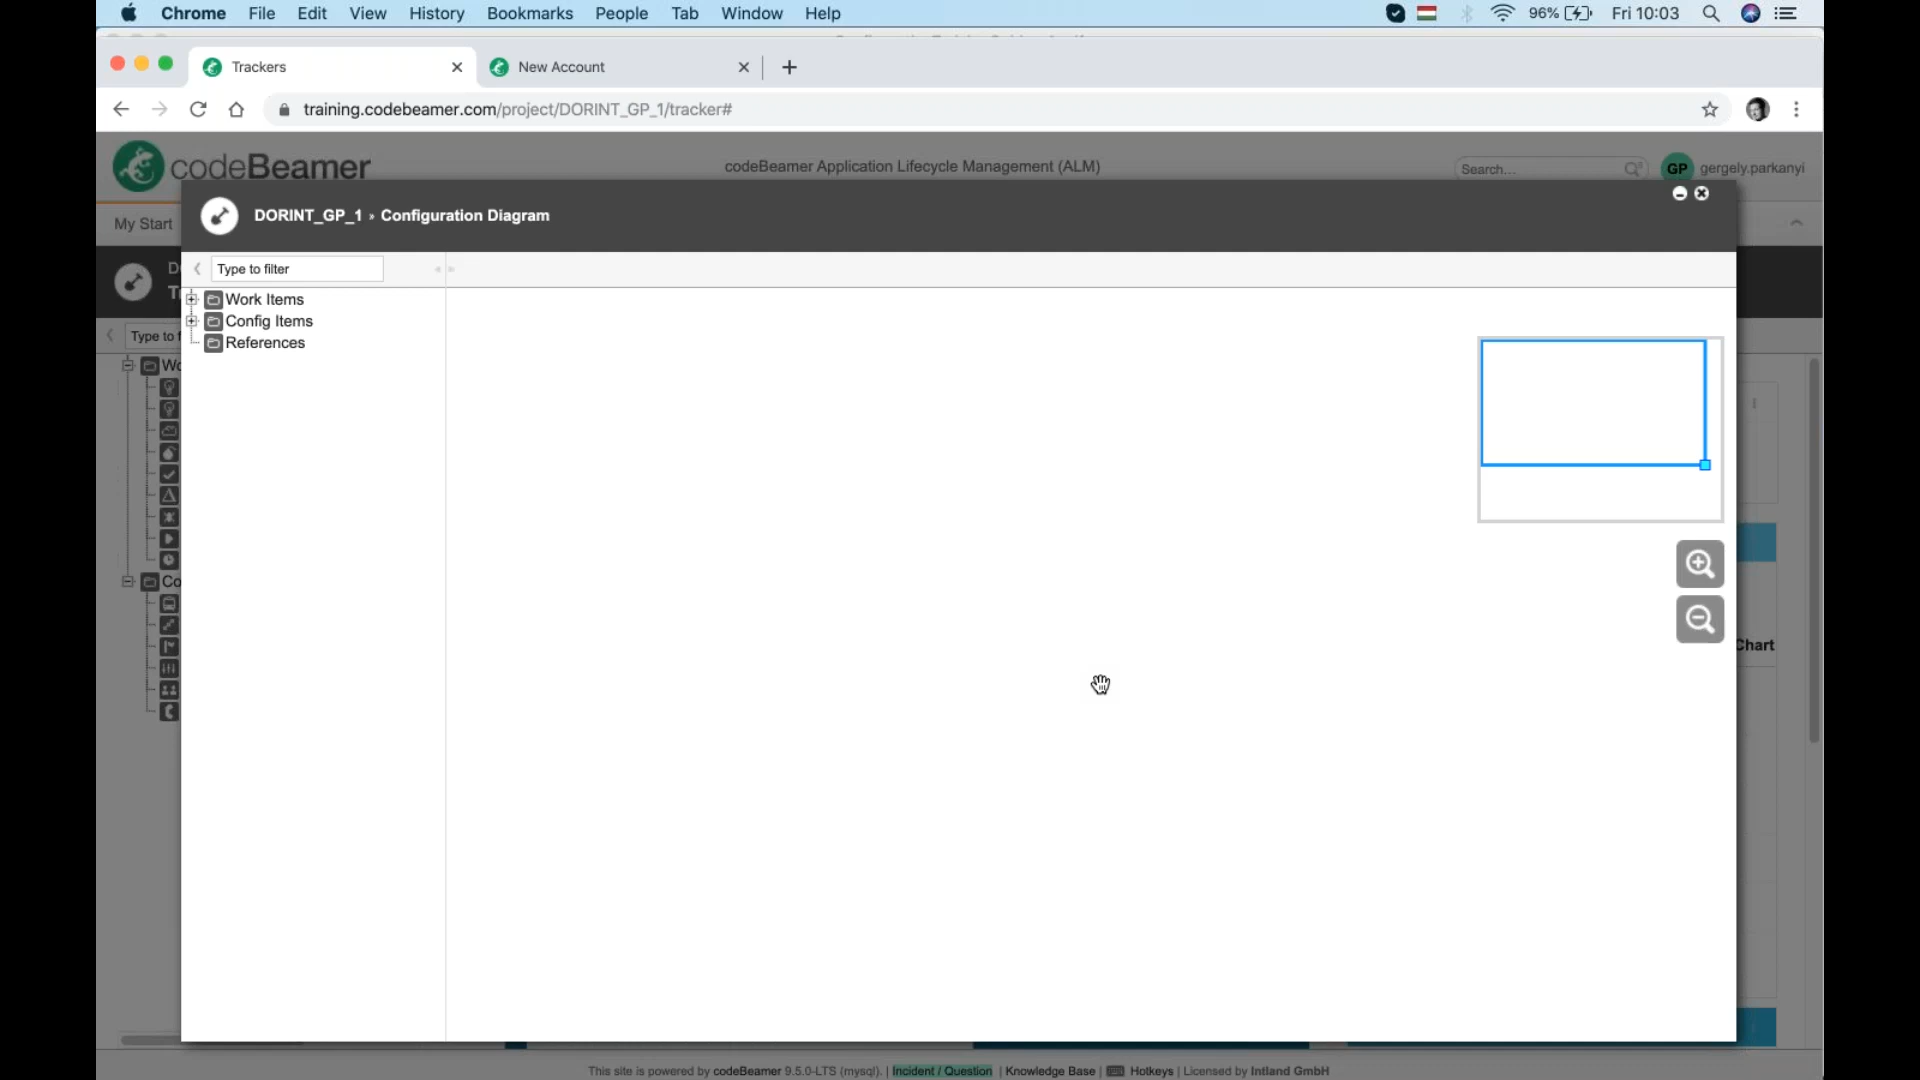 Chrome File Edit View History Bookmarks People Tab Window Help 96% Fri 10:03
Trackers New Account
training.codebeamer.com/project/DORINT_GP_1/tracker#
codeBeamer codeBeamer Application Lifecycle Management (ALM) Search... GP gergely.parkanyi
My Start
DORINT_GP_1 » Configuration Diagram
Type to filter
Work Items
Config Items
References
Type to f
Wo
Co
Chart
This site is powered by codeBeamer 9.5.0-LTS (mysql). | Incident / Question | Knowledge Base | Hotkeys | Licensed by Intland GmbH